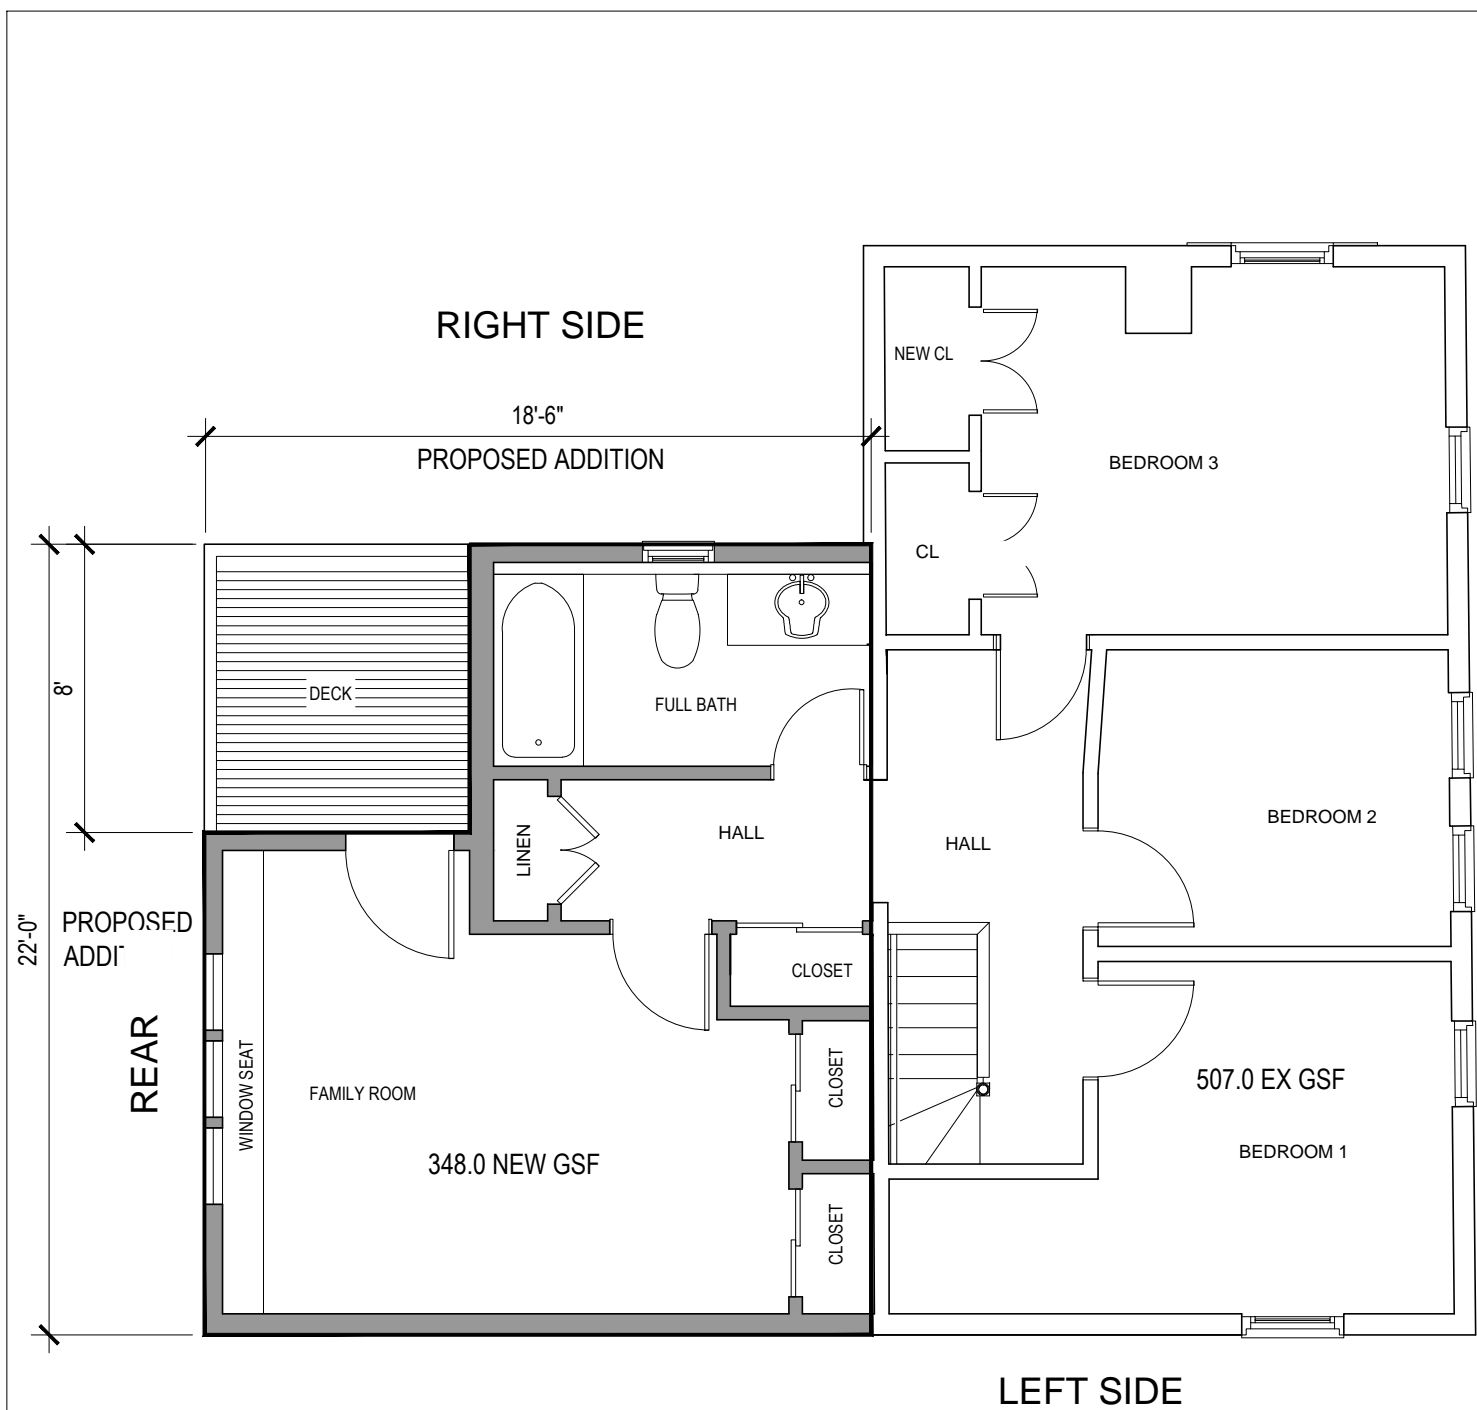 RIGHT SIDE
18'-6"
PROPOSED ADDITION
NEW CL
BEDROOM 3
CL
8'
DECK
FULL BATH
LINEN
HALL
HALL
BEDROOM 2
22'-0"
PROPOSED
CLOSET
REAR
WINDOW SEAT
FAMILY ROOM
CLOSET
507.0 EX GSF
348.0 NEW GSF
BEDROOM 1
CLOSET
LEFT SIDE